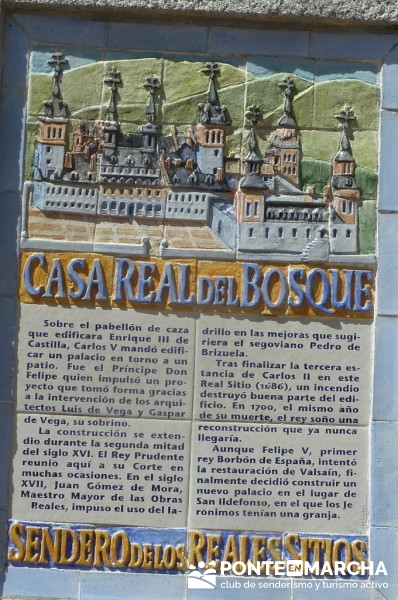 CASA REAL DEL BOSQUE
Sobre el pabellón de caza
que edificara Enrique III de
Castilla, Carlos V mandó edifi-
car un palacio en torno a un
patio. Fue el Príncipe Don
Felipe quien impulsó un pro-
yecto que tomó forma gracias
a la intervención de los arqui-
tectos Luis de Vega y Gaspar
de Vega, su sobrino.
La construcción se exten-
dio durante la segunda mitad
del siglo XVI. El Rey Prudente
reunio aquí a su Corte en
muchas ocasiones. En el siglo
XVII, Juan Gómez de Mora,
Maestro Mayor de las Obras
Reales, impuso el uso del la-
drillo en las mejoras que sugi-
riera el segoviano Pedro de
Brizuela.
Tras finalizar la tercera es-
tancia de Carlos II en este
Real Sitio (1686), un incendio
destruyó buena parte del edi-
ficio. En 1700, el mismo año
de su muerte, el rey soño una
reconstrucción que ya nunca
llegaría.
Aunque Felipe V, primer
rey Borbón de España, intentó
la restauración de Valsaín, fi-
nalmente decidió construir un
nuevo palacio en el lugar de
San Ildefonso, en el que los Je-
rónimos tenían una granja.
SENDERO DE LOS REALES SITIOS
PONTE EN MARCHA
club de senderismo y turismo activo